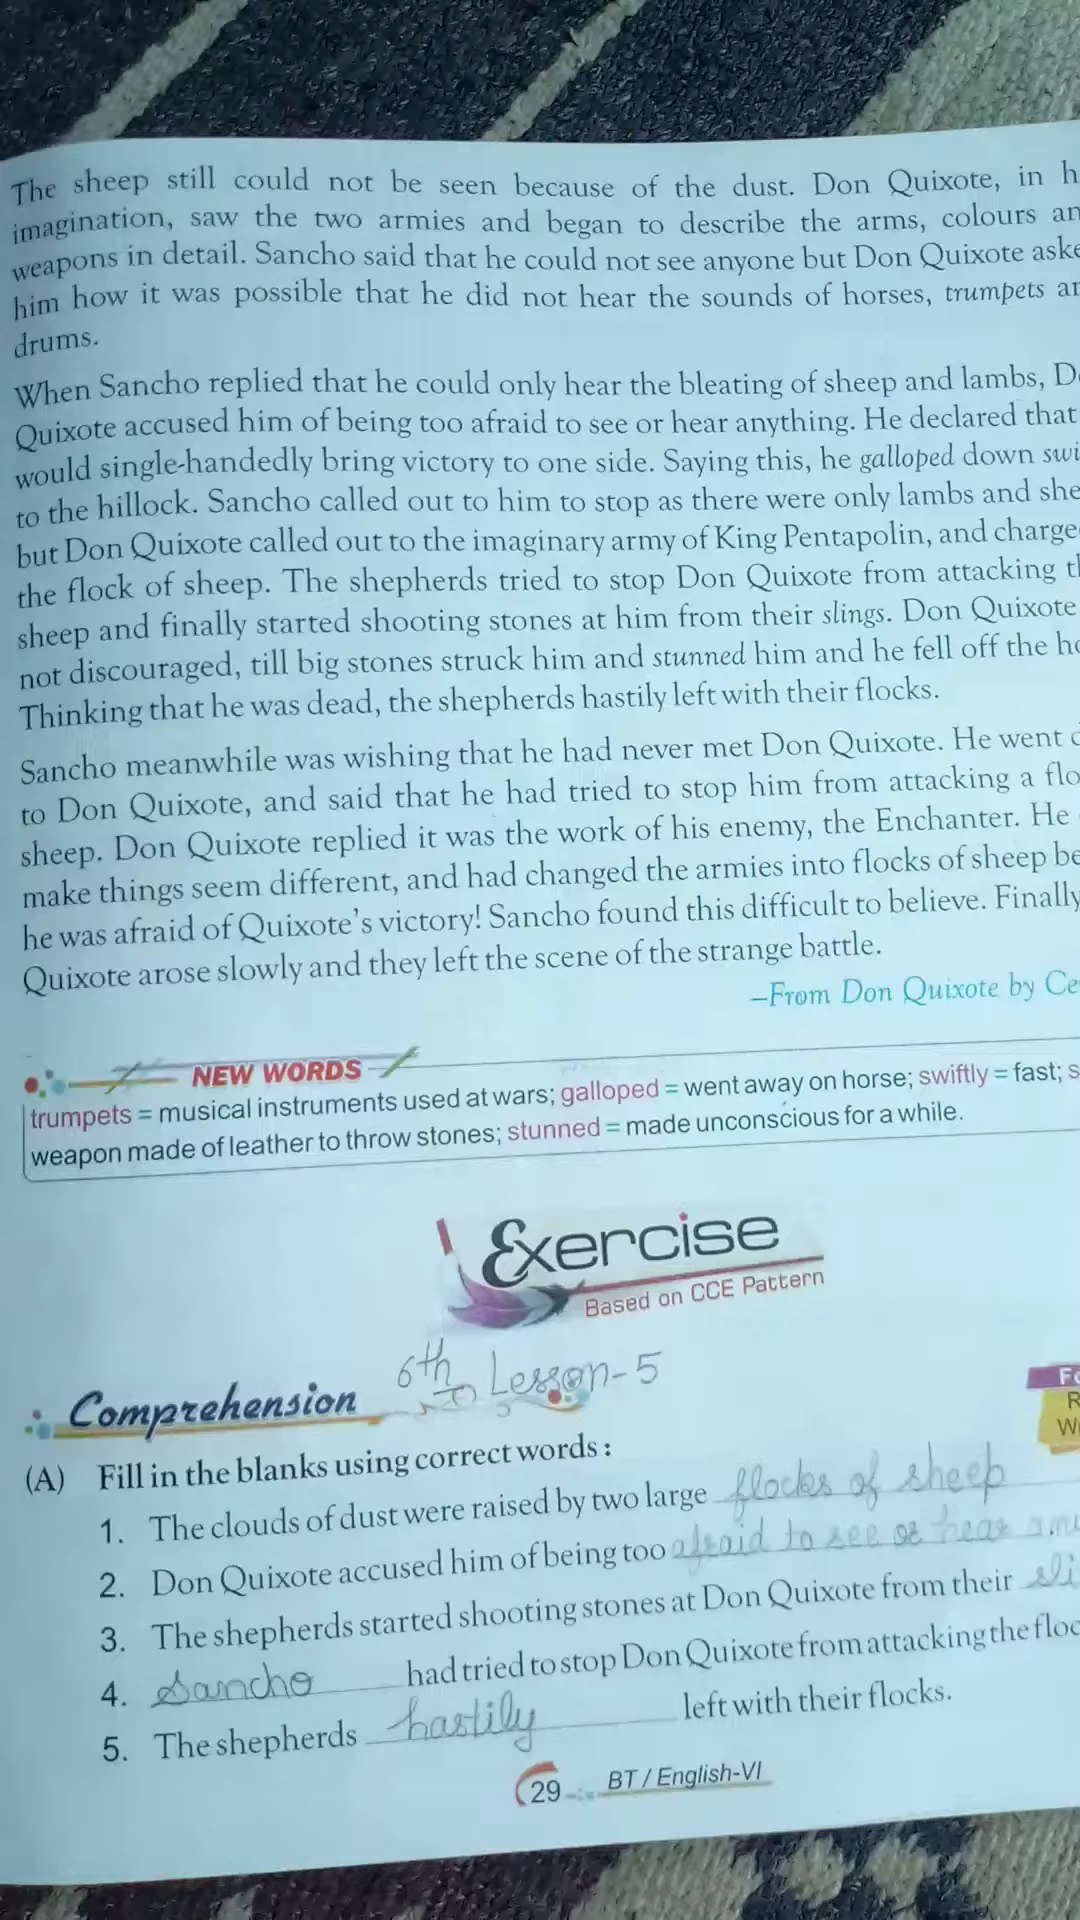 The sheep still could not be seen because of the dust. Don Quixote, in
imagination, saw the two armies and began to describe the arms, colours
weapons in detail. Sancho said that he could not see anyone but Don Quixote
him how it was possible that he did not hear the sounds of horses, trumpets
drums.
When Sancho replied that he could only hear the bleating of sheep and lambs,
Quixote accused him of being too afraid to see or hear anything. He declared that
would single-handedly bring victory to one side. Saying this, he galloped down
to the hillock. Sancho called out to him to stop as there were only lambs and
but Don Quixote called out to the imaginary army of King Pentapolin, and
the flock of sheep. The shepherds tried to stop Don Quixote from attacking
sheep and finally started shooting stones at him from their slings. Don Quixote
not discouraged, till big stones struck him and stunned him and he fell off the
Thinking that he was dead, the shepherds hastily left with their flocks.
Sancho meanwhile was wishing that he had never met Don Quixote. He went
to Don Quixote, and said that he had tried to stop him from attacking a
sheep. Don Quixote replied it was the work of his enemy, the Enchanter. He
make things seem different, and had changed the armies into flocks of sheep
he was afraid of Quixote's victory! Sancho found this difficult to believe. Finally
Quixote arose slowly and they left the scene of the strange battle.
–From Don Quixote by
NEW WORDS
trumpets = musical instruments used at wars; galloped = went away on horse; swiftly = fast;
weapon made of leather to throw stones; stunned = made unconscious for a while.
Exercise
Based on CCE Pattern
6th Lesson-5
Comprehension
(A) Fill in the blanks using correct words :
1. The clouds of dust were raised by two large flocks of sheep
2. Don Quixote accused him of being too afraid to see or hear
3. The shepherds started shooting stones at Don Quixote from their
4. Sancho had tried to stop Don Quixote from attacking the
5. The shepherds hastily left with their flocks.
29 BT / English-VI